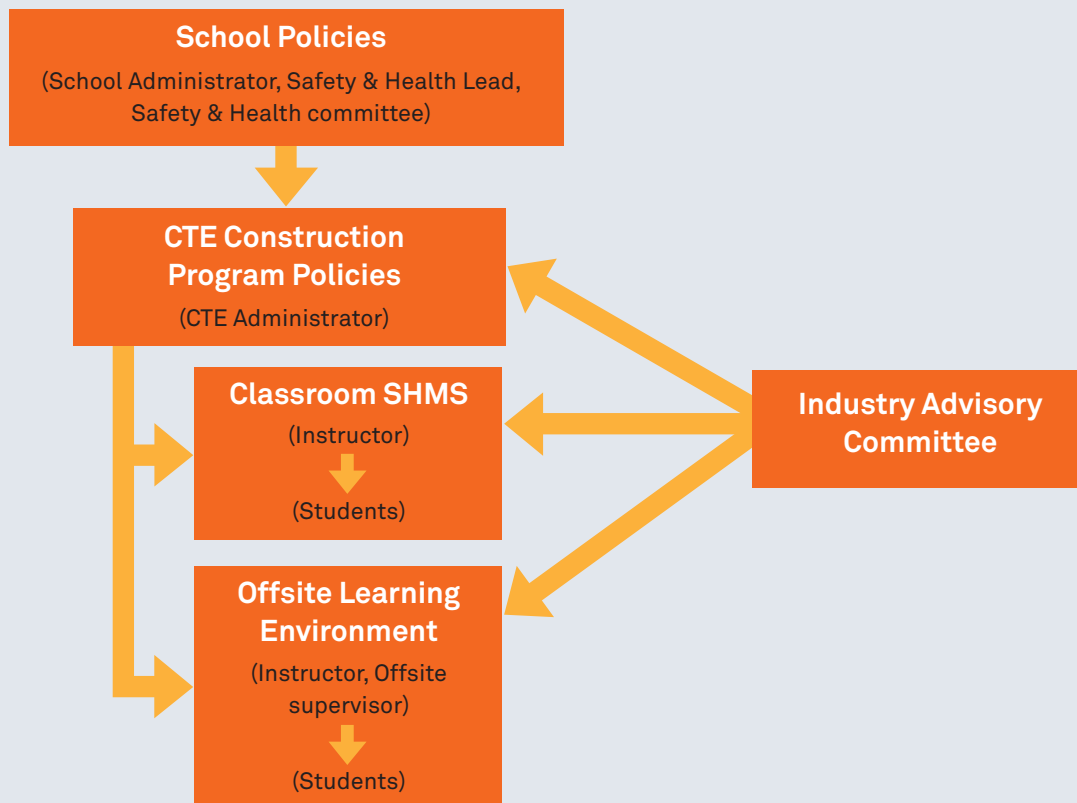 School Policies
(School Administrator, Safety & Health Lead,
Safety & Health committee)
CTE Construction
Program Policies
(CTE Administrator)
Classroom SHMS
(Instructor)
(Students)
Industry Advisory
Committee
Offsite Learning
Environment
(Instructor, Offsite
supervisor)
(Students)